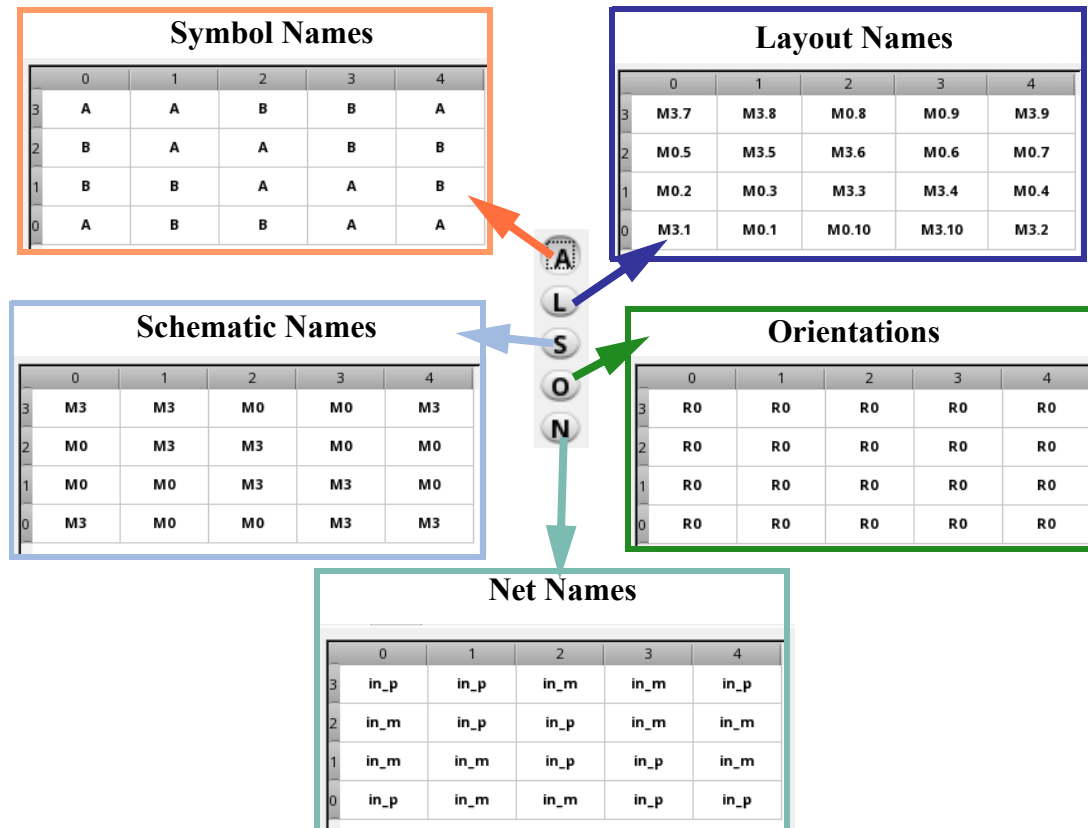 Symbol Names
0 1 2 3 4
3 A A B B A
2 B A A B B
1 B B A A B
0 A B B A A
Layout Names
0 1 2 3 4
3 M3.7 M3.8 M0.8 M0.9 M3.9
2 M0.5 M3.5 M3.6 M0.6 M0.7
1 M0.2 M0.3 M3.3 M3.4 M0.4
0 M3.1 M0.1 M0.10 M3.10 M3.2
A
L
S
O
N
Schematic Names
0 1 2 3 4
3 M3 M3 M0 M0 M3
2 M0 M3 M3 M0 M0
1 M0 M0 M3 M3 M0
0 M3 M0 M0 M3 M3
Orientations
0 1 2 3 4
3 R0 R0 R0 R0 R0
2 R0 R0 R0 R0 R0
1 R0 R0 R0 R0 R0
0 R0 R0 R0 R0 R0
Net Names
0 1 2 3 4
3 in_p in_p in_m in_m in_p
2 in_m in_p in_p in_m in_m
1 in_m in_m in_p in_p in_m
0 in_p in_m in_m in_p in_p